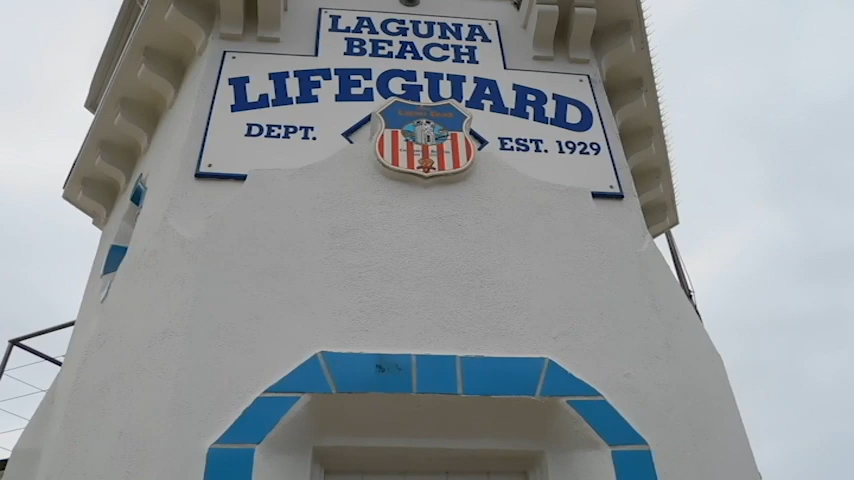 LAGUNA
BEACH
LIFEGUARD
DEPT.
EST. 1929